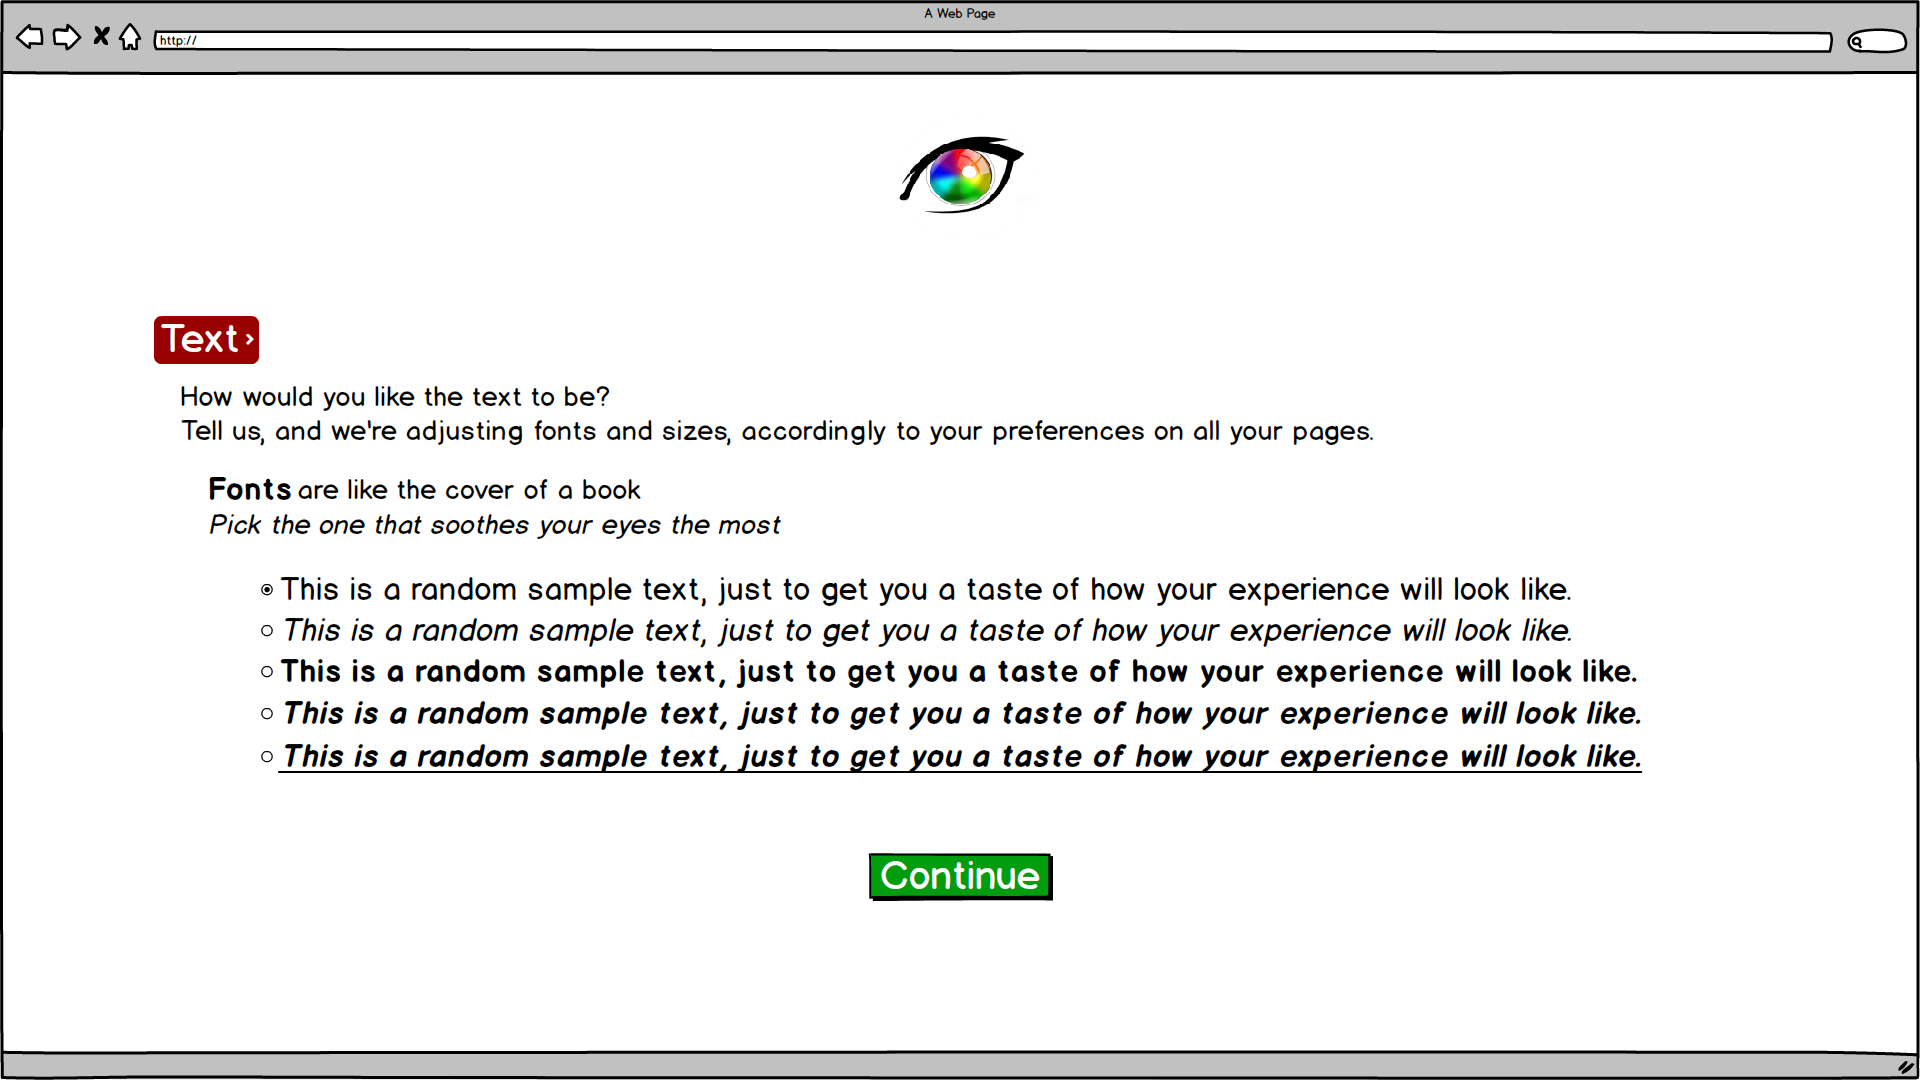 A Web Page
http://
Text ›
How would you like the text to be?
Tell us, and we're adjusting fonts and sizes, accordingly to your preferences on all your pages.
Fonts are like the cover of a book
Pick the one that soothes your eyes the most
This is a random sample text, just to get you a taste of how your experience will look like.
This is a random sample text, just to get you a taste of how your experience will look like.
This is a random sample text, just to get you a taste of how your experience will look like.
This is a random sample text, just to get you a taste of how your experience will look like.
This is a random sample text, just to get you a taste of how your experience will look like.
Continue